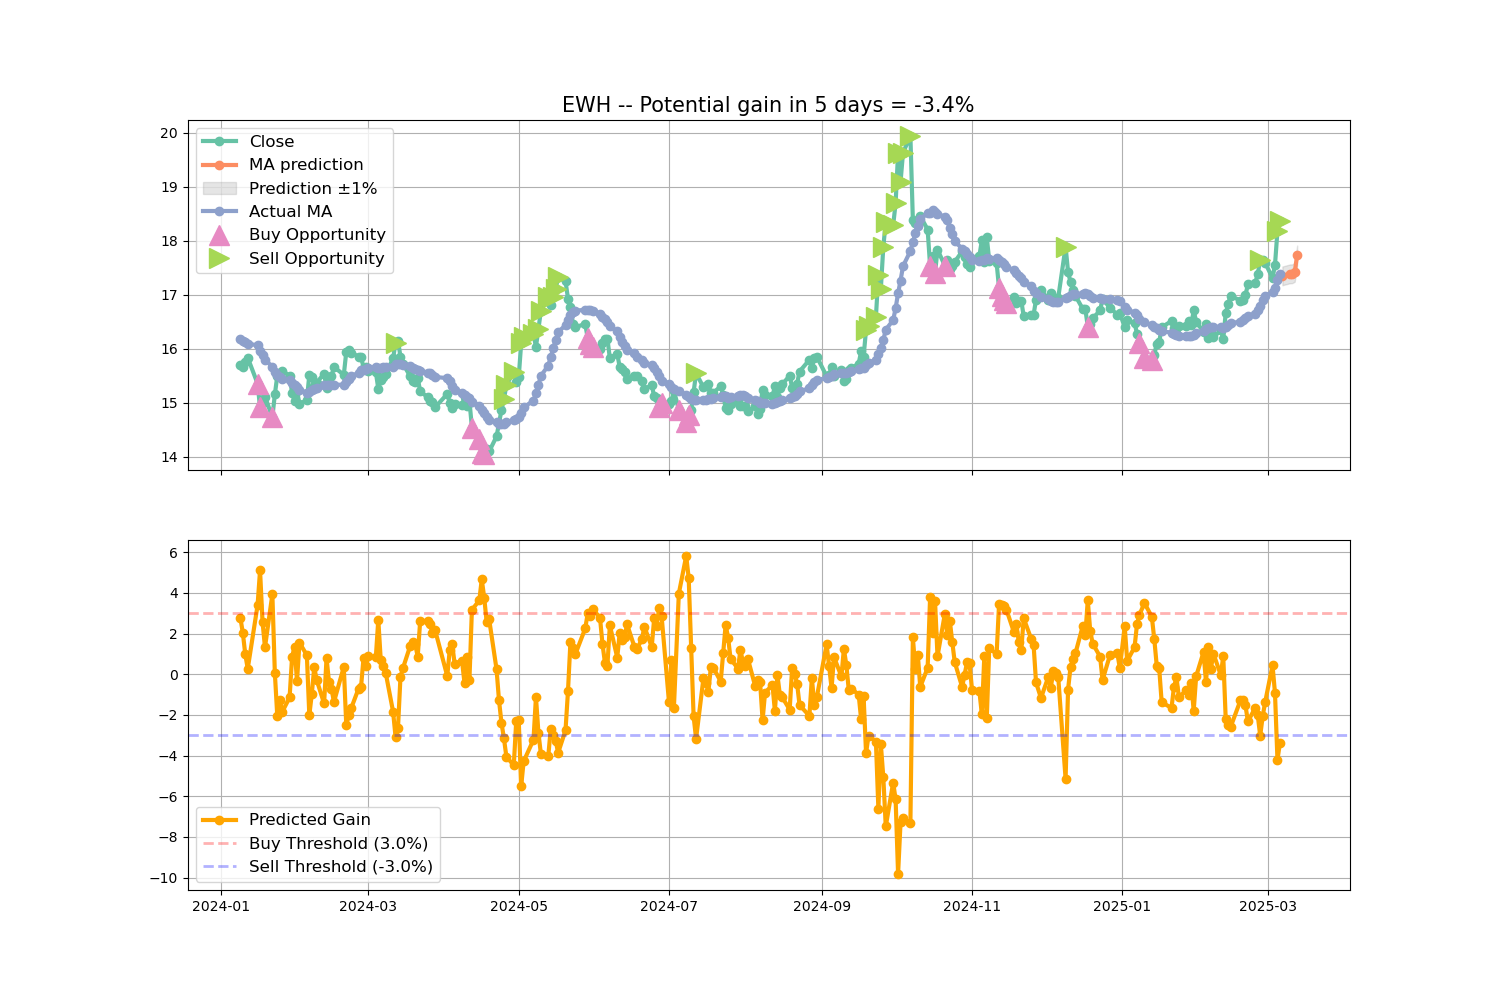 EWH -- Potential gain in 5 days = -3.4%
20
19
18
17
16
15
14
Close
MA prediction
Prediction ±1%
Actual MA
Buy Opportunity
Sell Opportunity
6
4
2
0
−2
−4
−6
−8
−10
Predicted Gain
Buy Threshold (3.0%)
Sell Threshold (-3.0%)
2024-01 2024-03 2024-05 2024-07 2024-09 2024-11 2025-01 2025-03